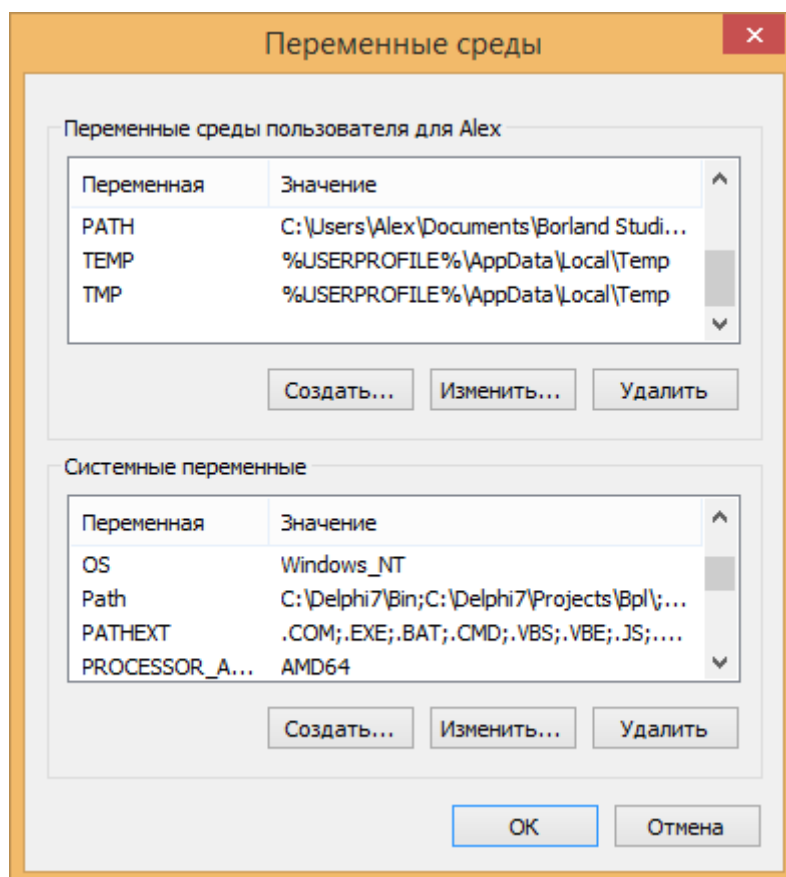 Переменные среды
Переменные среды пользователя для Alex
Переменная Значение
PATH C:\Users\Alex\Documents\Borland Studi...
TEMP %USERPROFILE%\AppData\Local\Temp
TMP %USERPROFILE%\AppData\Local\Temp
Создать... Изменить... Удалить
Системные переменные
Переменная Значение
OS Windows_NT
Path C:\Delphi7\Bin;C:\Delphi7\Projects\Bpl\;...
PATHEXT .COM;.EXE;.BAT;.CMD;.VBS;.VBE;.JS;....
PROCESSOR_A... AMD64
Создать... Изменить... Удалить
OK Отмена